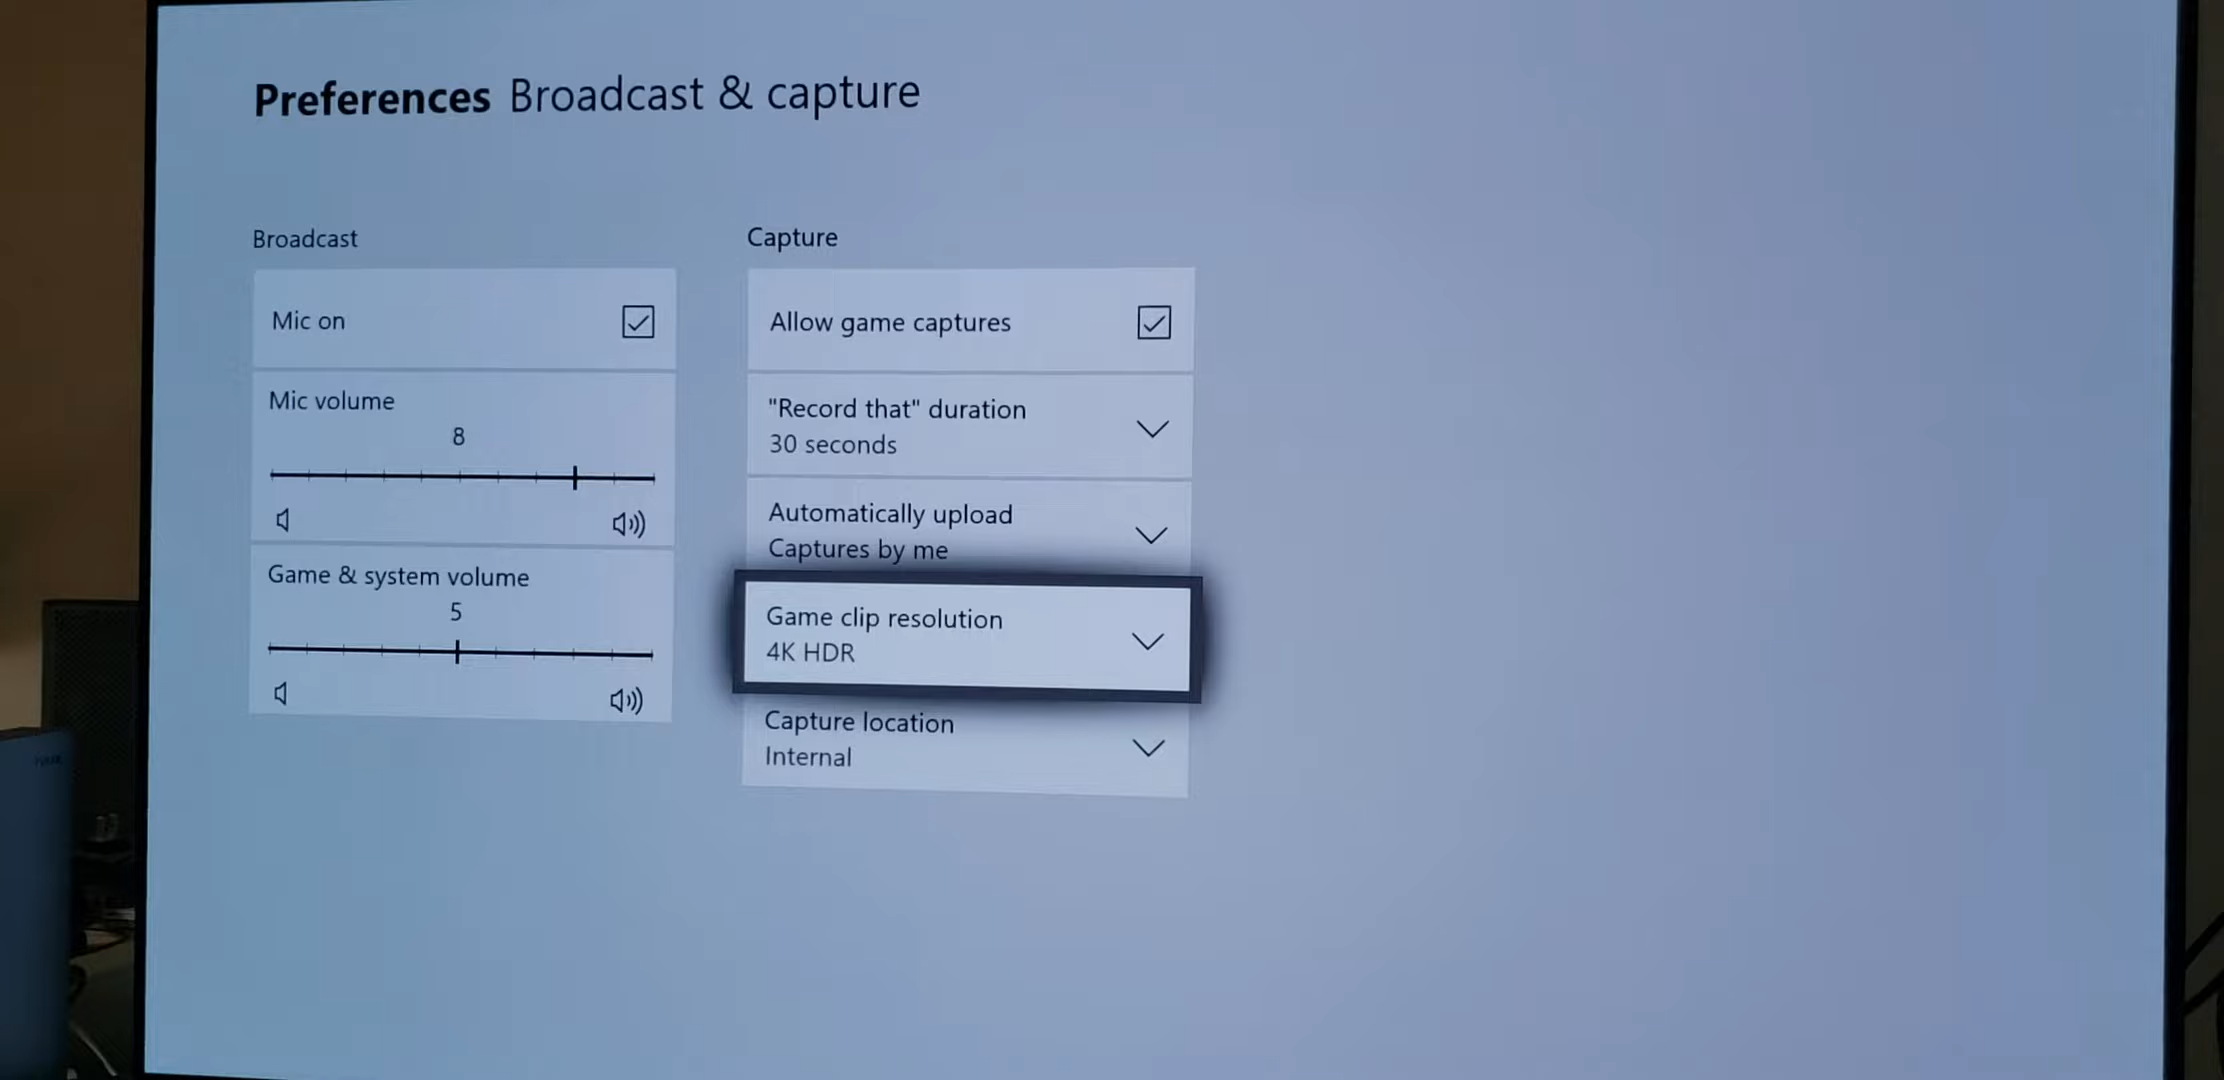 Preferences Broadcast & capture
Broadcast
Mic on
Mic volume
8
Game & system volume
5
Capture
Allow game captures
"Record that" duration
30 seconds
Automatically upload
Captures by me
Game clip resolution
4K HDR
Capture location
Internal